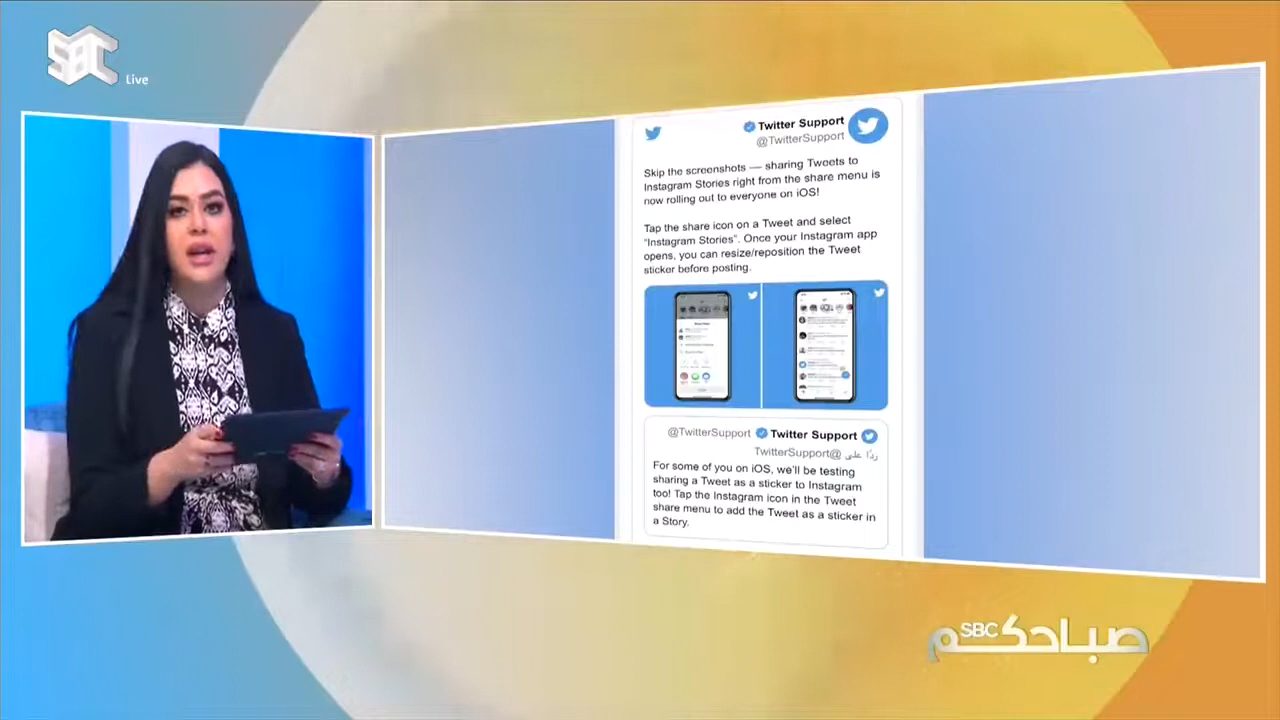 SBC
Live
Twitter Support
@TwitterSupport
Skip the screenshots — sharing Tweets to
Instagram Stories right from the share menu is
now rolling out to everyone on iOS!
Tap the share icon on a Tweet and select
"Instagram Stories". Once your Instagram app
opens, you can resize/reposition the Tweet
sticker before posting.
@TwitterSupport Twitter Support
ردًا على @TwitterSupport
For some of you on iOS, we'll be testing
sharing a Tweet as a sticker to Instagram
too! Tap the Instagram icon in the Tweet
share menu to add the Tweet as a sticker in
a Story.
صباحكم SBC